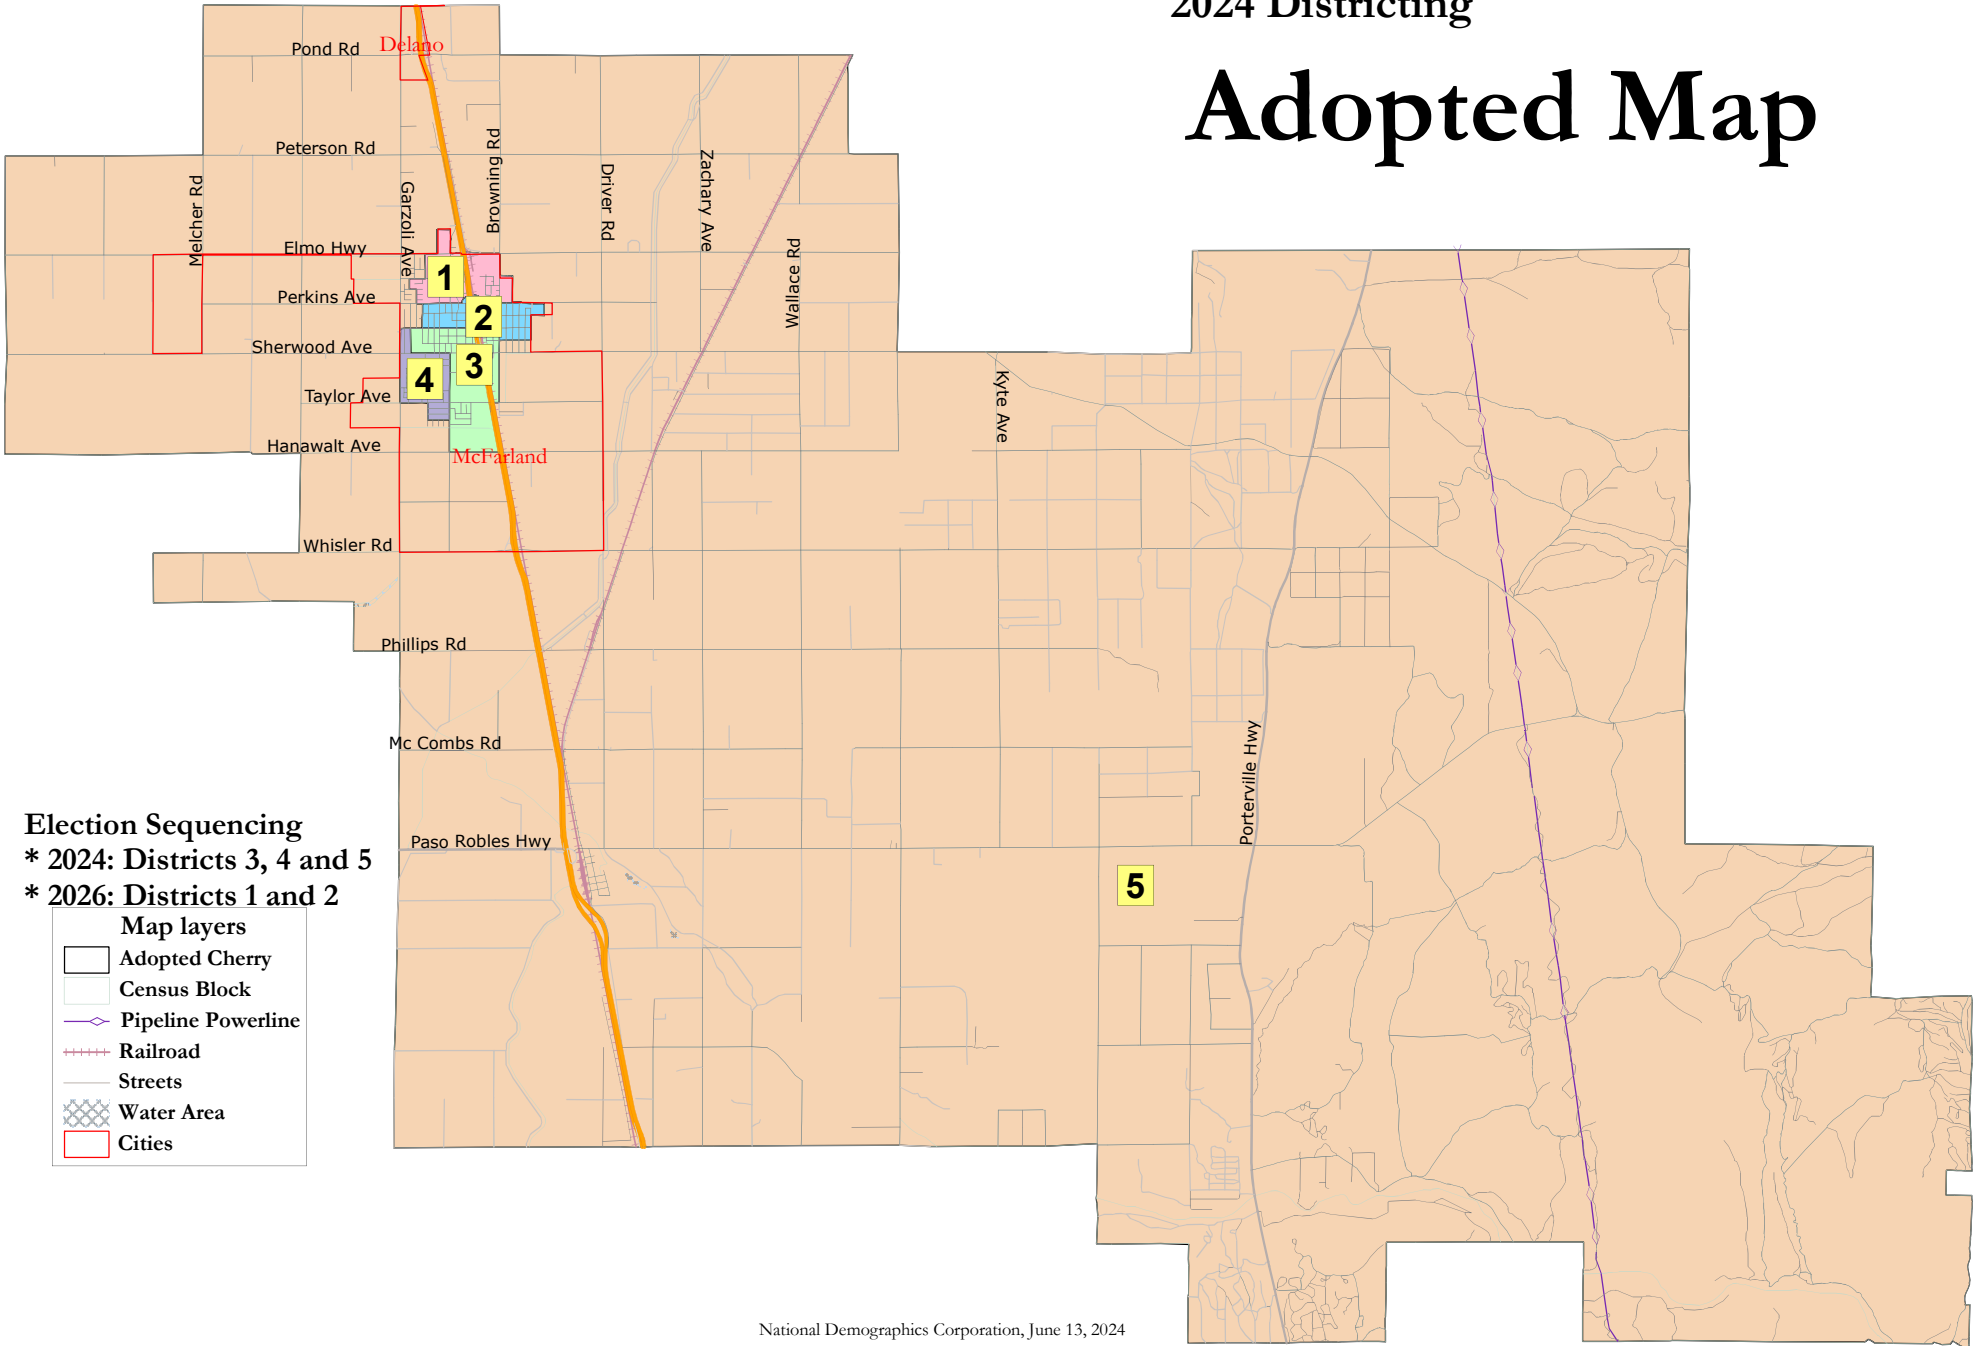 2024 Districting
Adopted Map
Pond Rd
Delano
Peterson Rd
Melcher Rd
Garzoli Ave
Browning Rd
Driver Rd
Zachary Ave
Wallace Rd
Elmo Hwy
1
Perkins Ave
2
Sherwood Ave
3
4
Taylor Ave
Kyte Ave
Hanawalt Ave
McFarland
Whisler Rd
Phillips Rd
Mc Combs Rd
Porterville Hwy
Paso Robles Hwy
5
Election Sequencing
* 2024: Districts 3, 4 and 5
* 2026: Districts 1 and 2
Map layers
Adopted Cherry
Census Block
Pipeline Powerline
Railroad
Streets
Water Area
Cities
National Demographics Corporation, June 13, 2024